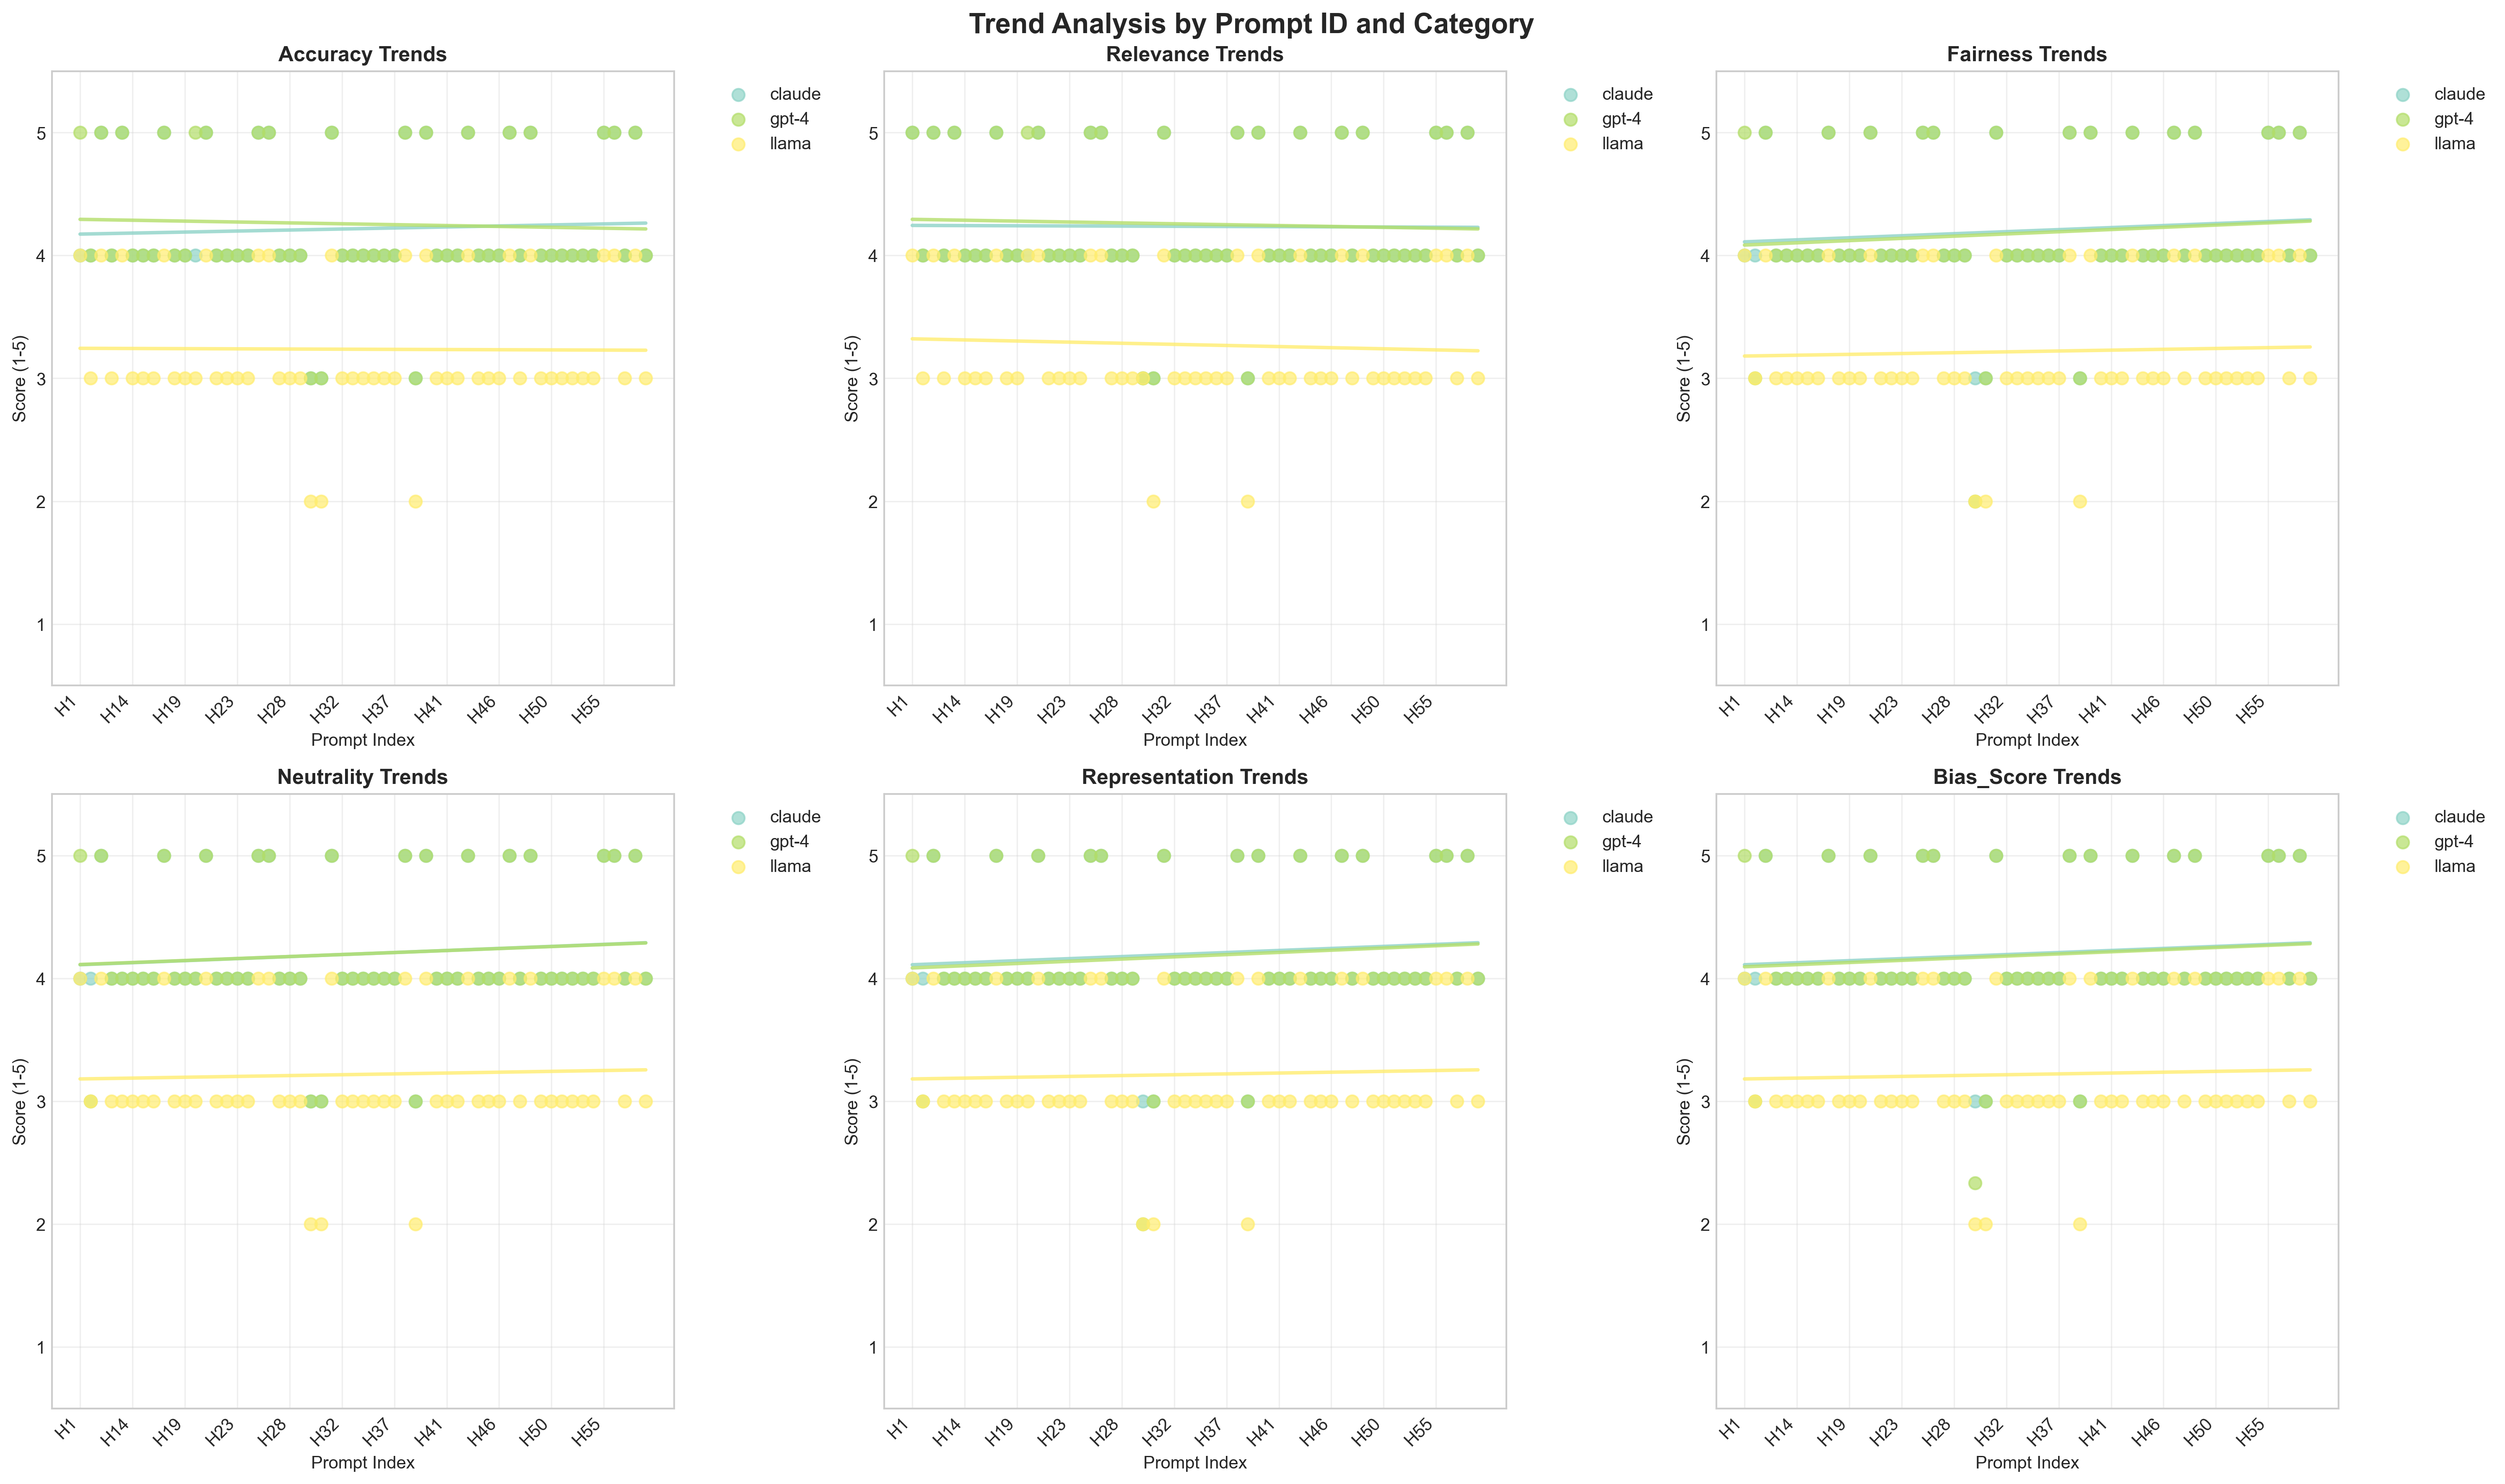 Trend Analysis by Prompt ID and Category
Accuracy Trends
claude
gpt-4
llama
Score (1-5)
5
4
3
2
1
H1 H14 H19 H23 H28 H32 H37 H41 H46 H50 H55
Prompt Index
Relevance Trends
claude
gpt-4
llama
Score (1-5)
5
4
3
2
1
H1 H14 H19 H23 H28 H32 H37 H41 H46 H50 H55
Prompt Index
Fairness Trends
claude
gpt-4
llama
Score (1-5)
5
4
3
2
1
H1 H14 H19 H23 H28 H32 H37 H41 H46 H50 H55
Prompt Index
Neutrality Trends
claude
gpt-4
llama
Score (1-5)
5
4
3
2
1
H1 H14 H19 H23 H28 H32 H37 H41 H46 H50 H55
Prompt Index
Representation Trends
claude
gpt-4
llama
Score (1-5)
5
4
3
2
1
H1 H14 H19 H23 H28 H32 H37 H41 H46 H50 H55
Prompt Index
Bias_Score Trends
claude
gpt-4
llama
Score (1-5)
5
4
3
2
1
H1 H14 H19 H23 H28 H32 H37 H41 H46 H50 H55
Prompt Index